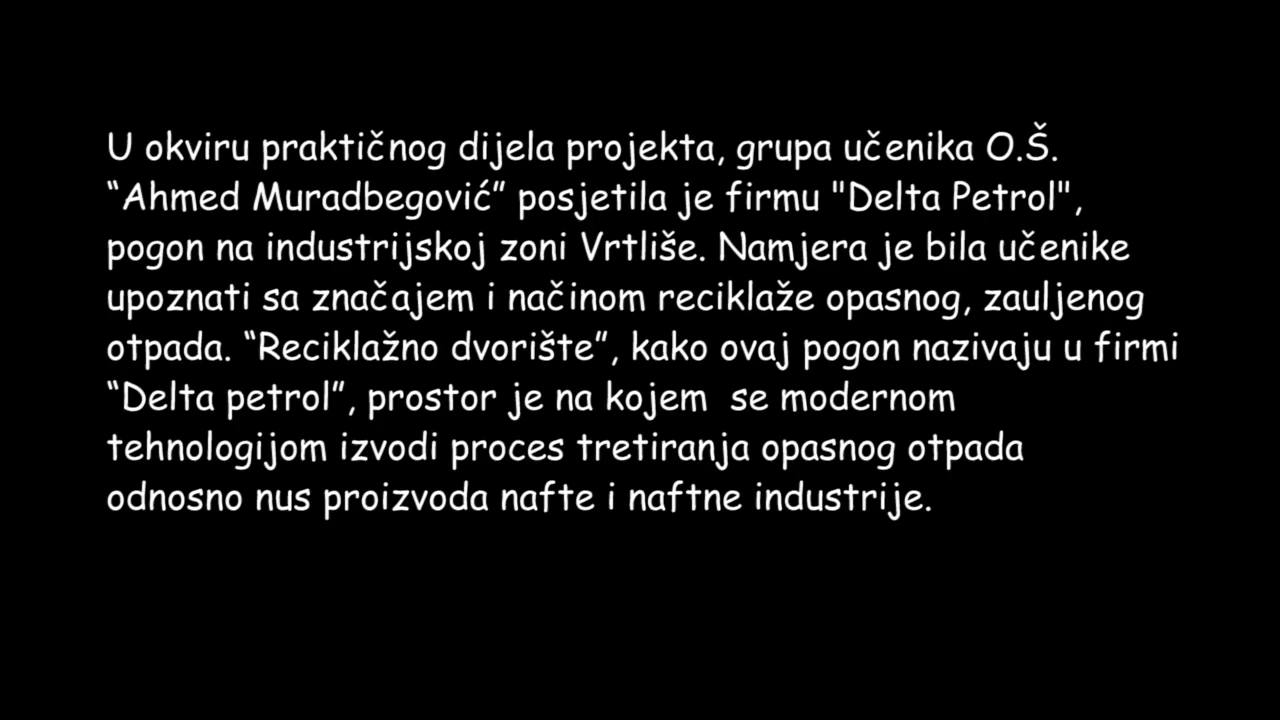 U okviru praktičnog dijela projekta, grupa učenika O.Š.
“Ahmed Muradbegović” posjetila je firmu "Delta Petrol",
pogon na industrijskoj zoni Vrtliše. Namjera je bila učenike
upoznati sa značajem i načinom reciklaže opasnog, zauljenog
otpada. “Reciklažno dvorište”, kako ovaj pogon nazivaju u firmi
“Delta petrol”, prostor je na kojem  se modernom
tehnologijom izvodi proces tretiranja opasnog otpada
odnosno nus proizvoda nafte i naftne industrije.